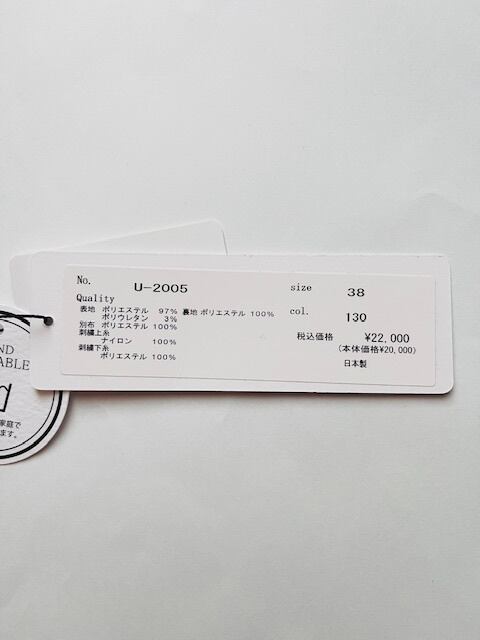 No. U-2005
size 38
Quality
col. 130
表地 ポリエステル 97% 裏地 ポリエステル 100%
ポリウレタン 3%
別布 ポリエステル 100%
刺繍上糸
ナイロン 100%
刺繍下糸
ポリエステル 100%
税込価格 ¥22,000
(本体価格¥20,000)
日本製
ND
ABLE
家庭で
ます。